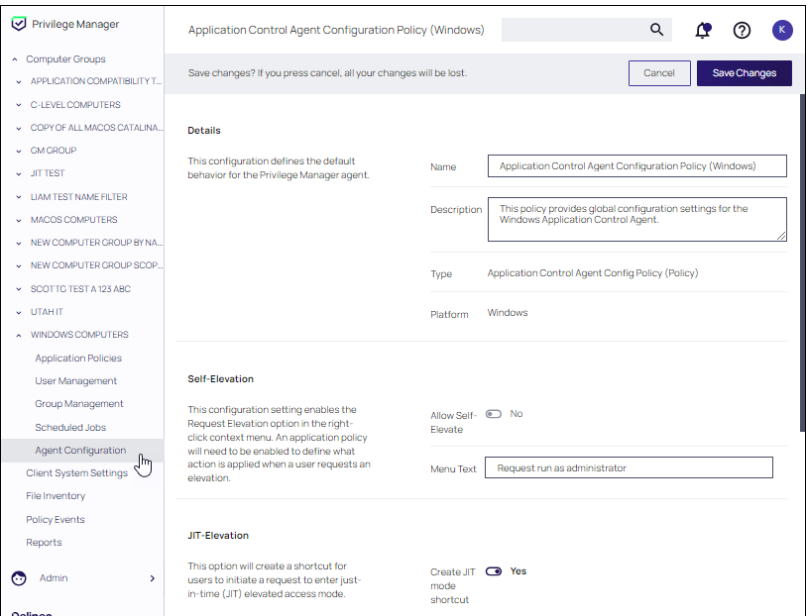 Privilege Manager
Application Control Agent Configuration Policy (Windows)
K
Computer Groups
APPLICATION COMPATIBILITY T...
C-LEVEL COMPUTERS
COPY OF ALL MACOS CATALINA...
GM GROUP
JIT TEST
LIAM TEST NAME FILTER
MACOS COMPUTERS
NEW COMPUTER GROUP BY NA...
NEW COMPUTER GROUP SCOP...
SCOTTC TEST A 123 ABC
UTAH IT
WINDOWS COMPUTERS
Application Policies
User Management
Group Management
Scheduled Jobs
Agent Configuration
Client System Settings
File Inventory
Policy Events
Reports
Admin
Delinea
Save changes? If you press cancel, all your changes will be lost.
Cancel
Save Changes
Details
This configuration defines the default
behavior for the Privilege Manager agent.
Name
Application Control Agent Configuration Policy (Windows)
Description
This policy provides global configuration settings for the
Windows Application Control Agent.
Type
Application Control Agent Config Policy (Policy)
Platform
Windows
Self-Elevation
This configuration setting enables the
Request Elevation option in the right-
click context menu. An application policy
will need to be enabled to define what
action is applied when a user requests an
elevation.
Allow Self-
Elevate
No
Menu Text
Request run as administrator
JIT-Elevation
This option will create a shortcut for
users to initiate a request to enter just-
in-time (JIT) elevated access mode.
Create JIT
mode
shortcut
Yes